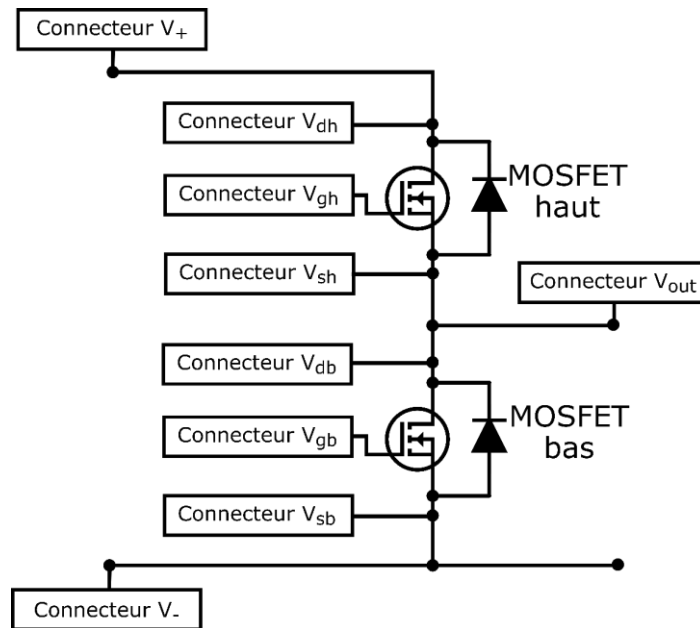 Connecteur V+
Connecteur Vdh
Connecteur Vgh
MOSFET
haut
Connecteur Vsh
Connecteur Vout
Connecteur Vdb
Connecteur Vgb
MOSFET
bas
Connecteur Vsb
Connecteur V-